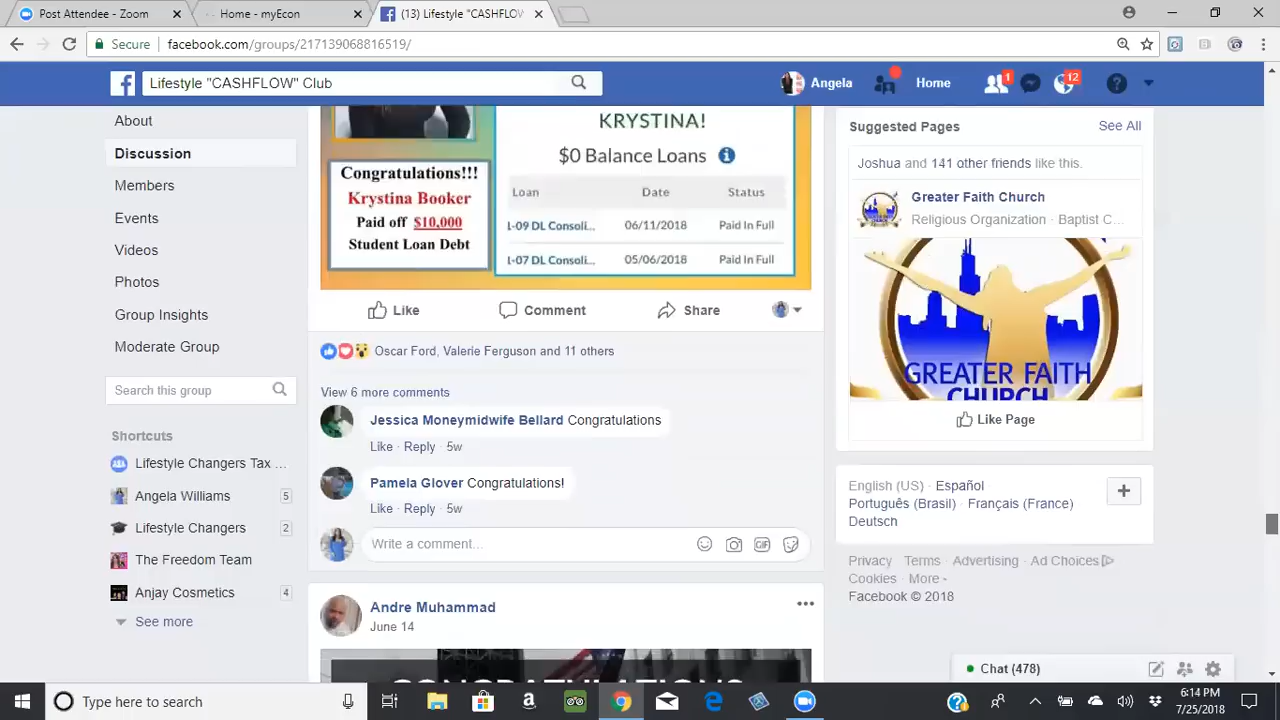 Post Attendee - Zoom
Home - myEcon
(13) Lifestyle "CASHFLOW"
Secure
facebook.com/groups/217139068816519/
Lifestyle "CASHFLOW" Club
Angela
Home
1
12
About
Discussion
Members
Events
Videos
Photos
Group Insights
Moderate Group
Search this group
Shortcuts
Lifestyle Changers Tax ...
Angela Williams
5
Lifestyle Changers
2
The Freedom Team
Anjay Cosmetics
4
See more
Congratulations!!!
Krystina Booker
Paid off $10,000
Student Loan Debt
KRYSTINA!
$0 Balance Loans
Loan Date Status
1-09 DL Consoli... 06/11/2018 Paid In Full
1-07 DL Consoli... 05/06/2018 Paid In Full
Like
Comment
Share
Oscar Ford, Valerie Ferguson and 11 others
View 6 more comments
Jessica Moneymidwife Bellard Congratulations
Like · Reply · 5w
Pamela Glover Congratulations!
Like · Reply · 5w
Write a comment...
GIF
Andre Muhammad
June 14
CONGRATULATIONS
Suggested Pages
See All
Joshua and 141 other friends like this.
Greater Faith Church
Religious Organization · Baptist C...
GREATER FAITH
CHURCH
Like Page
English (US) · Español
Português (Brasil) · Français (France)
Deutsch
Privacy Terms Advertising · Ad Choices
Cookies · More
Facebook © 2018
Chat (478)
Type here to search
6:14 PM
7/25/2018